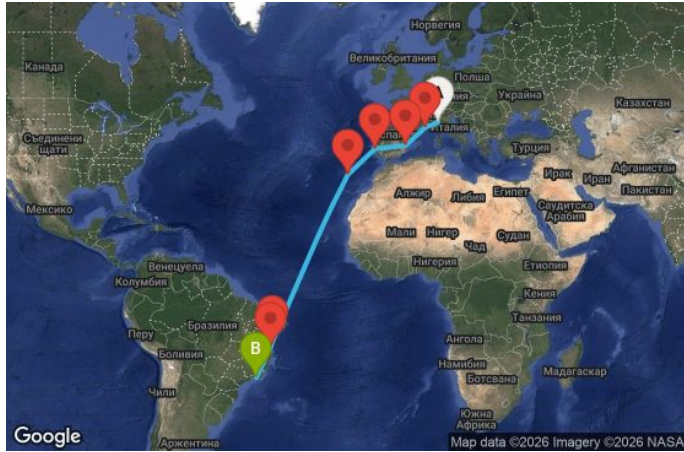 Норвегия
Канада
Великобритания
Полша
A
Украйна
Казахстан
Италия
Съединени
щати
Турция
Ирак
Иран
Афганистан
Пакистан
Алжир
Либия
Египет
Саудитска
Арабия
Мексико
Мали
Нигер
Чад
Судан
Нигерия
Етиопия
Венецуела
Колумбия
Кения
Танзания
Перу
Бразилия
Боливия
B
Ангола
Намибия
Ботсвана
Мадагаскар
Чили
Южна
Африка
Аржентина
Google
Map data ©2026 Imagery ©2026 NASA